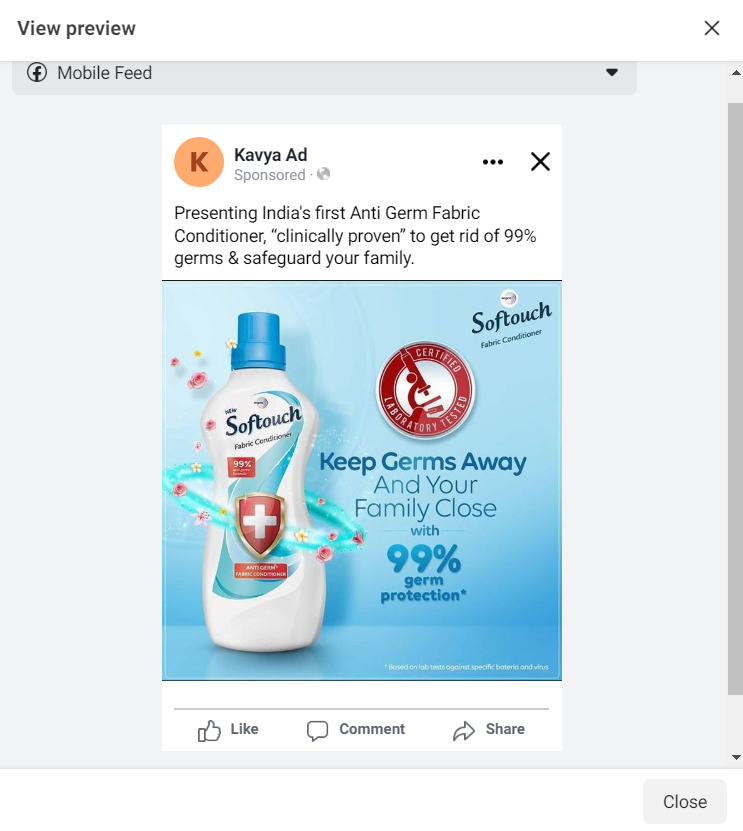 View preview
Mobile Feed
K
Kavya Ad
Sponsored ·
Presenting India's first Anti Germ Fabric
Conditioner, “clinically proven” to get rid of 99%
germs & safeguard your family.
Softouch
Fabric Conditioner
CERTIFIED
LABORATORY TESTED
NEW
Softouch
Fabric Conditioner
99%
anti germ
formula
ANTI GERM*
FABRIC CONDITIONER
Keep Germs Away
And Your
Family Close
with
99%
germ
protection*
* Based on lab tests against specific bateria and virus
Like
Comment
Share
Close